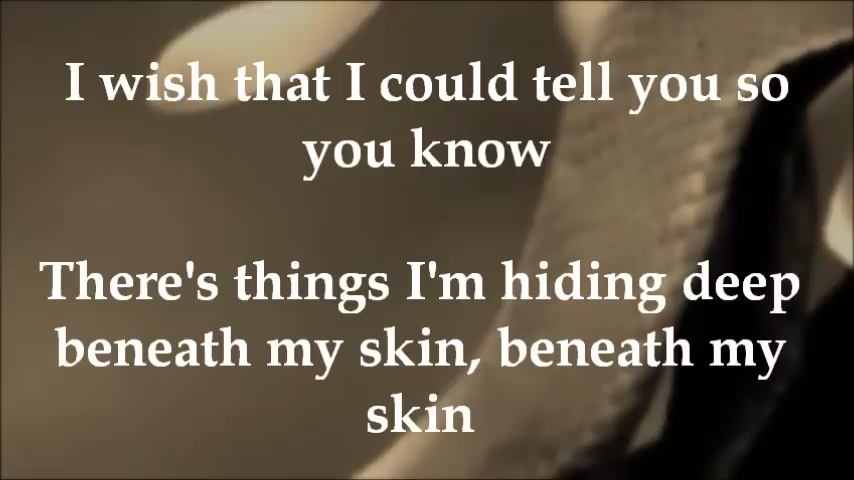 I wish that I could tell you so
you know
There's things I'm hiding deep
beneath my skin, beneath my
skin